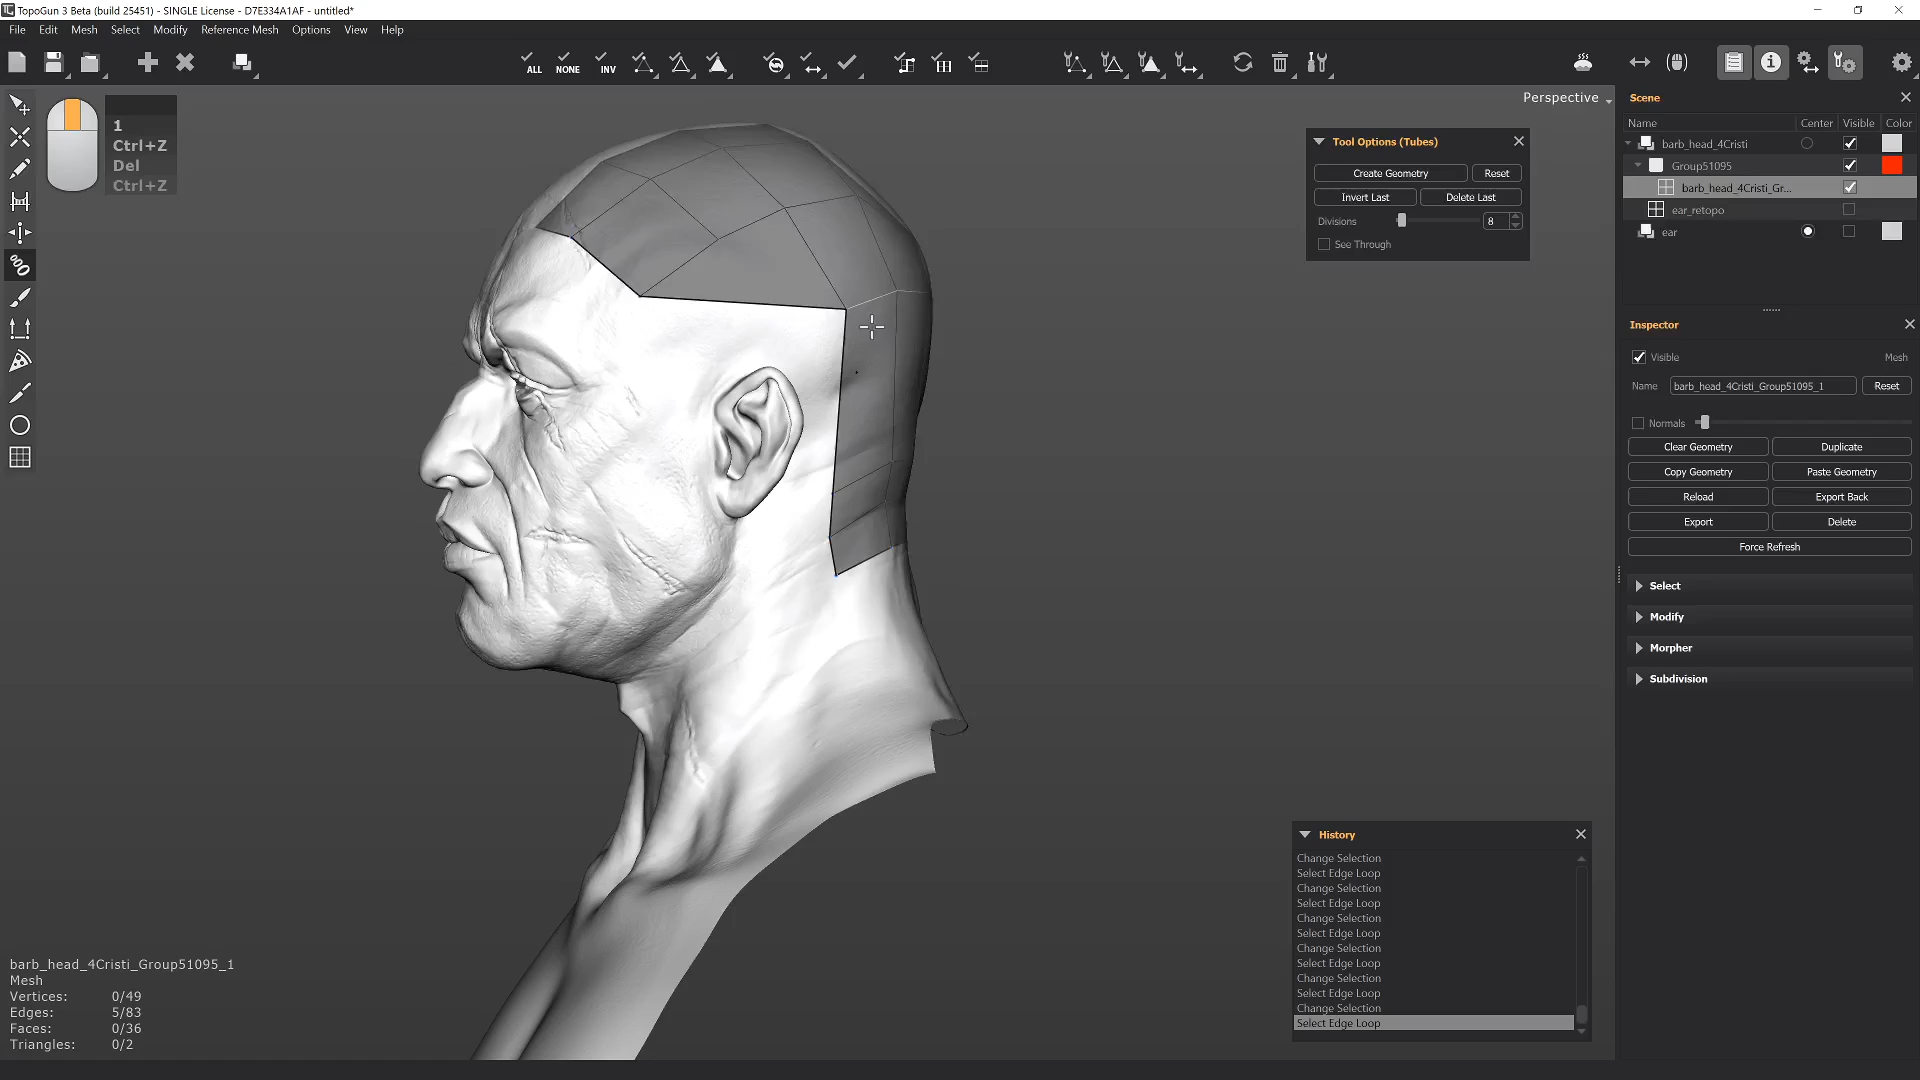 TopoGun 3 Beta (build 25451) - SINGLE License - D7E334A1AF - untitled*
File Edit Mesh Select Modify Reference Mesh Options View Help
ALL NONE INV
1
Ctrl+Z
Del
Ctrl+Z
Perspective
Tool Options (Tubes)
Create Geometry Reset
Invert Last Delete Last
Divisions 8
See Through
Scene
Name Center Visible Color
barb_head_4Cristi
Group51095
barb_head_4Cristi_Gr...
ear_retopo
ear
Inspector
Visible Mesh
Name barb_head_4Cristi_Group51095_1 Reset
Normals
Clear Geometry Duplicate
Copy Geometry Paste Geometry
Reload Export Back
Export Delete
Force Refresh
Select
Modify
Morpher
Subdivision
History
Change Selection
Select Edge Loop
Change Selection
Select Edge Loop
Change Selection
Select Edge Loop
Change Selection
Select Edge Loop
Change Selection
Select Edge Loop
Change Selection
Select Edge Loop
barb_head_4Cristi_Group51095_1
Mesh
Vertices: 0/49
Edges: 5/83
Faces: 0/36
Triangles: 0/2